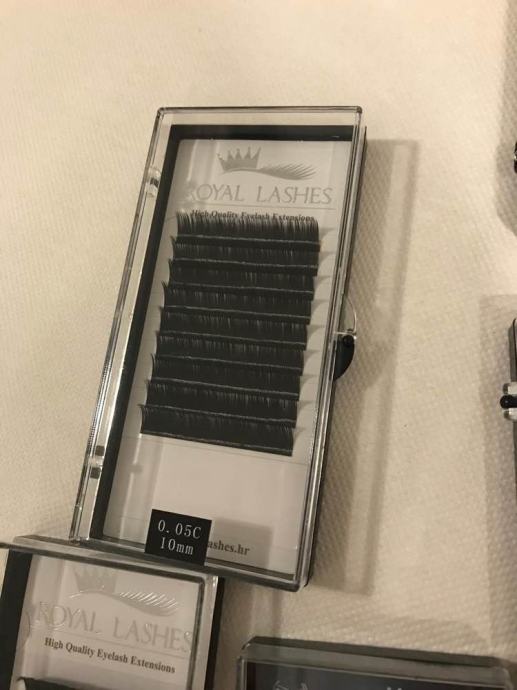 ROYAL LASHES
High Quality Eyelash Extensions
0.05C
10mm
ashes.hr
ROYAL LASHES
High Quality Eyelash Extensions